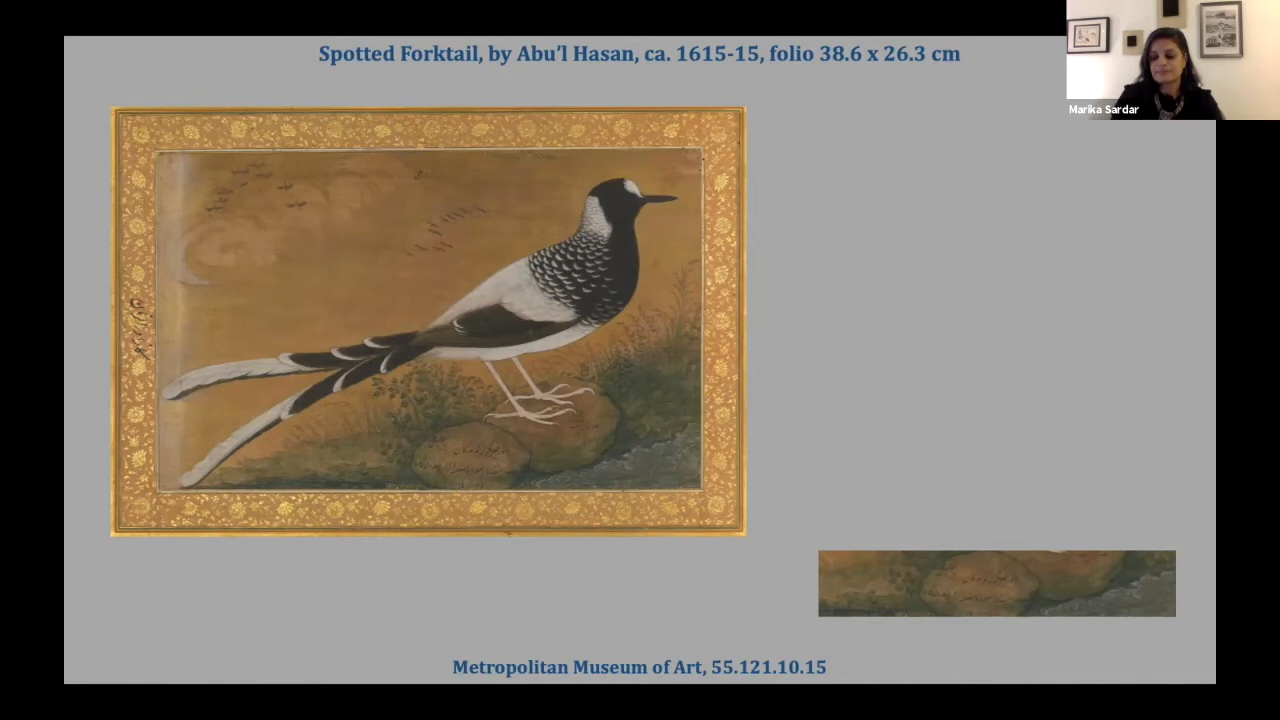 Spotted Forktail, by Abu’l Hasan, ca. 1615-15, folio 38.6 x 26.3 cm
Marika Sardar
Metropolitan Museum of Art, 55.121.10.15